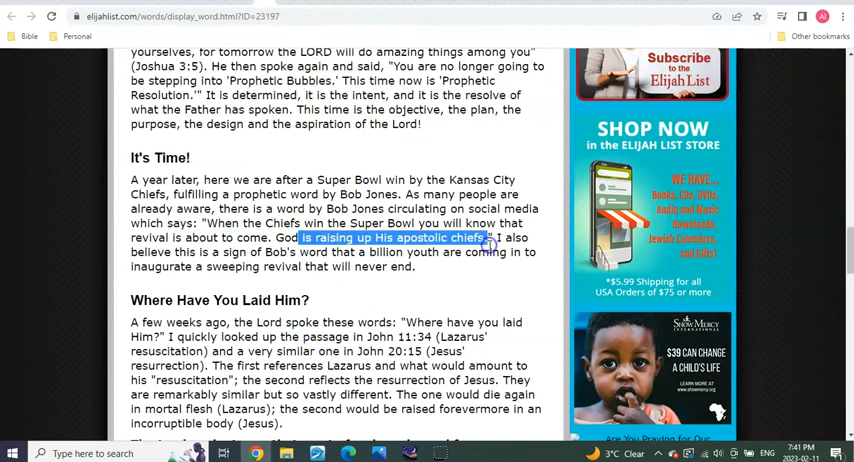 elijahlist.com/words/display_word.html?ID=23197
Al
Bible
Personal
Other bookmarks
yourselves, for tomorrow the LORD will do amazing things among you"
(Joshua 3:5). He then spoke again and said, "You are no longer going to
be stepping into 'Prophetic Bubbles.' This time now is 'Prophetic
Resolution.'" It is determined, it is the intent, and it is the resolve of
what the Father has spoken. This time is the objective, the plan, the
purpose, the design and the aspiration of the Lord!
It's Time!
A year later, here we are after a Super Bowl win by the Kansas City
Chiefs, fulfilling a prophetic word by Bob Jones. As many people are
already aware, there is a word by Bob Jones circulating on social media
which says: "When the Chiefs win the Super Bowl you will know that
revival is about to come. God is raising up His apostolic chiefs." I also
believe this is a sign of Bob's word that a billion youth are coming in to
inaugurate a sweeping revival that will never end.
Where Have You Laid Him?
A few weeks ago, the Lord spoke these words: "Where have you laid
Him?" I quickly looked up the passage in John 11:34 (Lazarus'
resuscitation) and a very similar one in John 20:15 (Jesus'
resurrection). The first references Lazarus and what would amount to
his "resuscitation"; the second reflects the resurrection of Jesus. They
are remarkably similar but so vastly different. The one would die again
in mortal flesh (Lazarus); the second would be raised forevermore in an
incorruptible body (Jesus).
Subscribe
to the
Elijah List
SHOP NOW
in the ELIJAH LIST STORE
WE HAVE...
Books, CDs, DVDs,
Audio and Music
Downloads,
Jewish Calendars,
and Gifts!
*$5.99 Shipping for all
USA Orders of $75 or more
SHOWMERCY
INTERNATIONAL
$39 CAN CHANGE
A CHILD'S LIFE
LEARN MORE AT
www.showmercy.org
Are You Praying for Our
Type here to search
3°C Clear
ENG
7:41 PM
2023-02-11